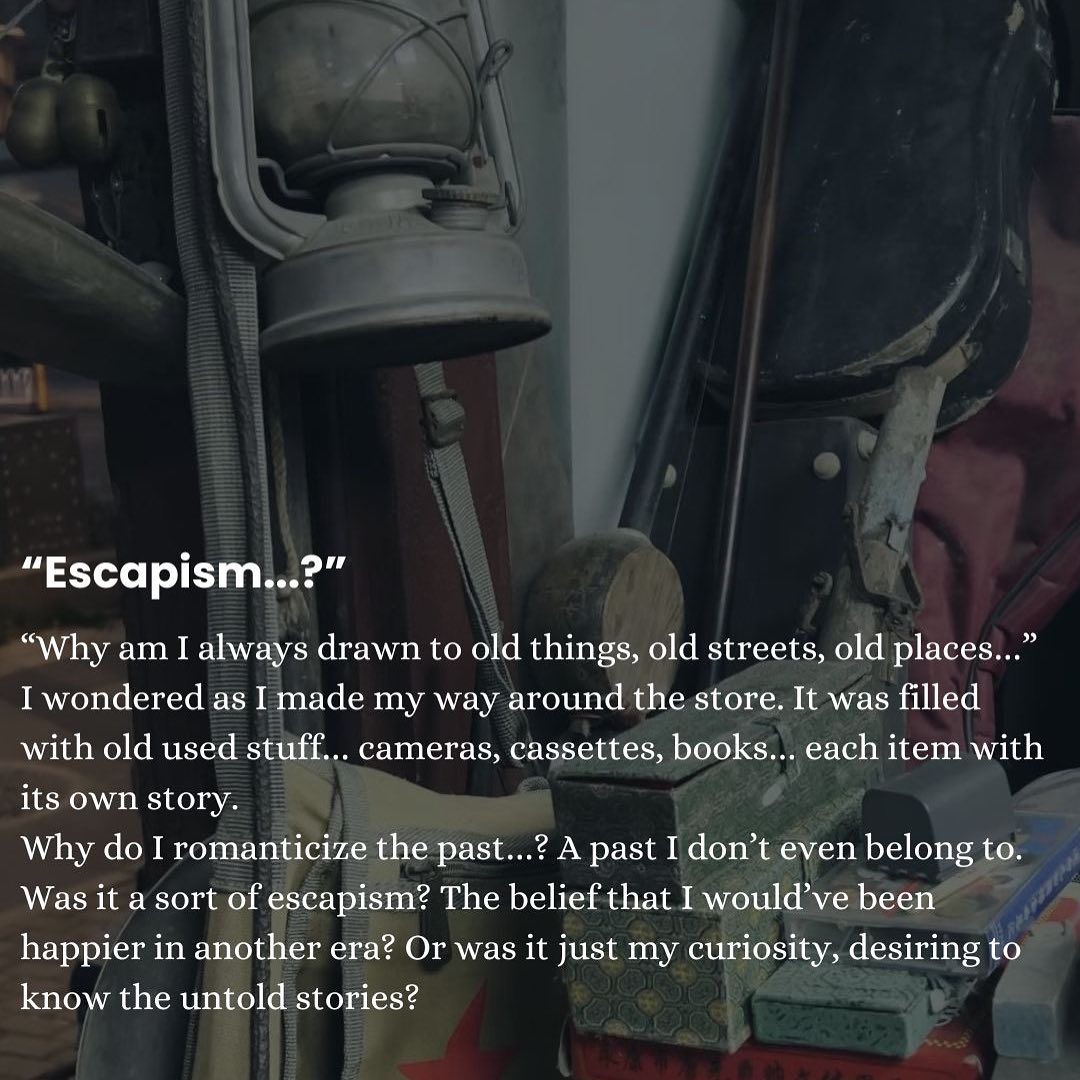 “Escapism...?”
“Why am I always drawn to old things, old streets, old places...”
I wondered as I made my way around the store. It was filled
with old used stuff... cameras, cassettes, books... each item with
its own story.
Why do I romanticize the past...? A past I don’t even belong to.
Was it a sort of escapism? The belief that I would’ve been
happier in another era? Or was it just my curiosity, desiring to
know the untold stories?